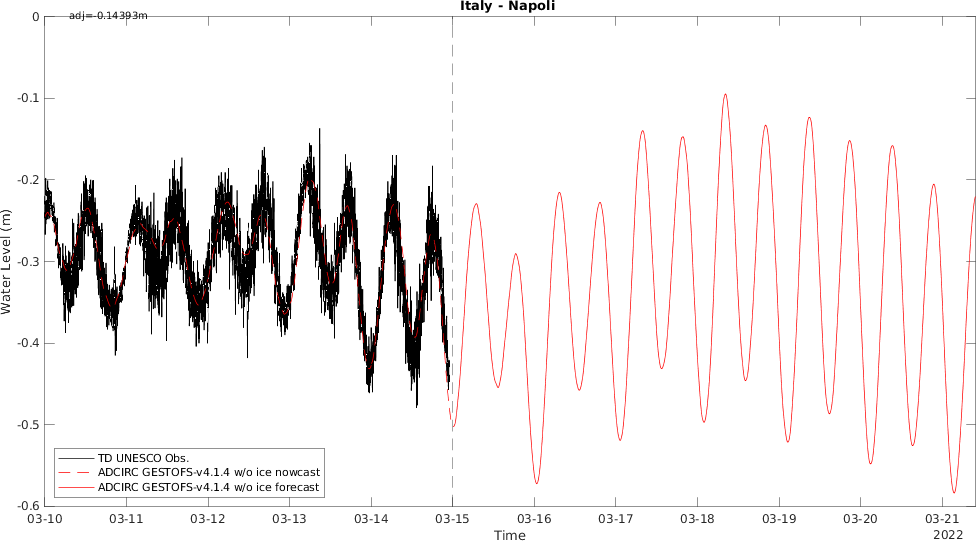 Italy - Napoli
adj=-0.14393m
0
-0.1
-0.2
-0.3
-0.4
-0.5
-0.6
Water Level (m)
TD UNESCO Obs.
ADCIRC GESTOFS-v4.1.4 w/o ice nowcast
ADCIRC GESTOFS-v4.1.4 w/o ice forecast
03-10 03-11 03-12 03-13 03-14 03-15 03-16 03-17 03-18 03-19 03-20 03-21
Time
2022